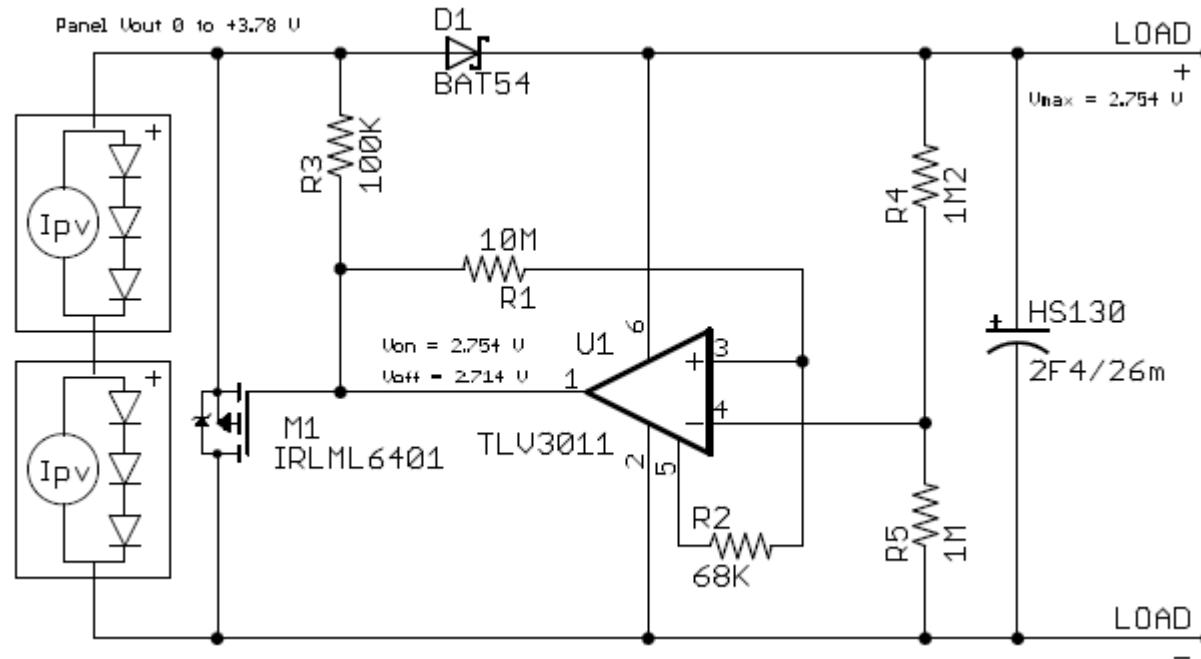 Panel Vout 0 to +3.78 V
D1
BAT54
LOAD
+
Vmax = 2.754 V
+
Ipv
R3
100K
R4
1M2
10M
R1
HS130
+
2F4/26m
Von = 2.754 V
Voff = 2.714 V
U1
6
+
3
1
-
4
TLV3011
2
5
M1
IRLML6401
+
Ipv
R2
68K
R5
1M
LOAD
-